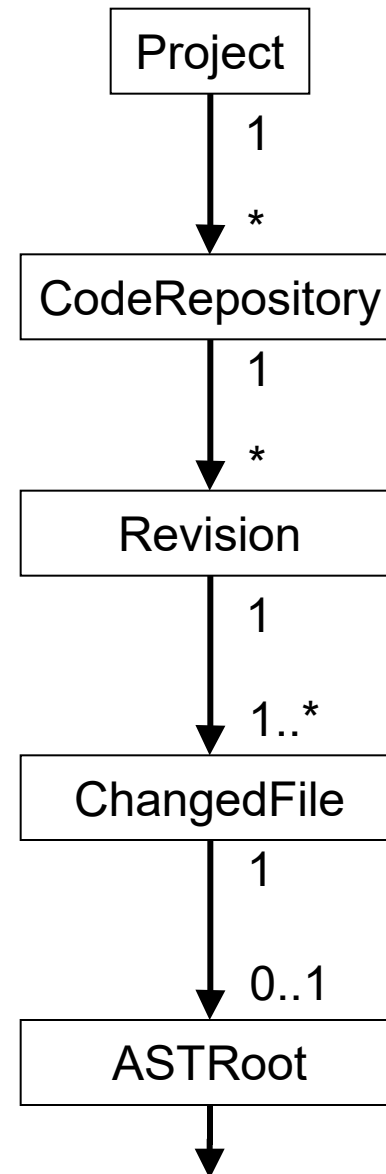 Project
1
*
CodeRepository
1
*
Revision
1
1..*
ChangedFile
1
0..1
ASTRoot